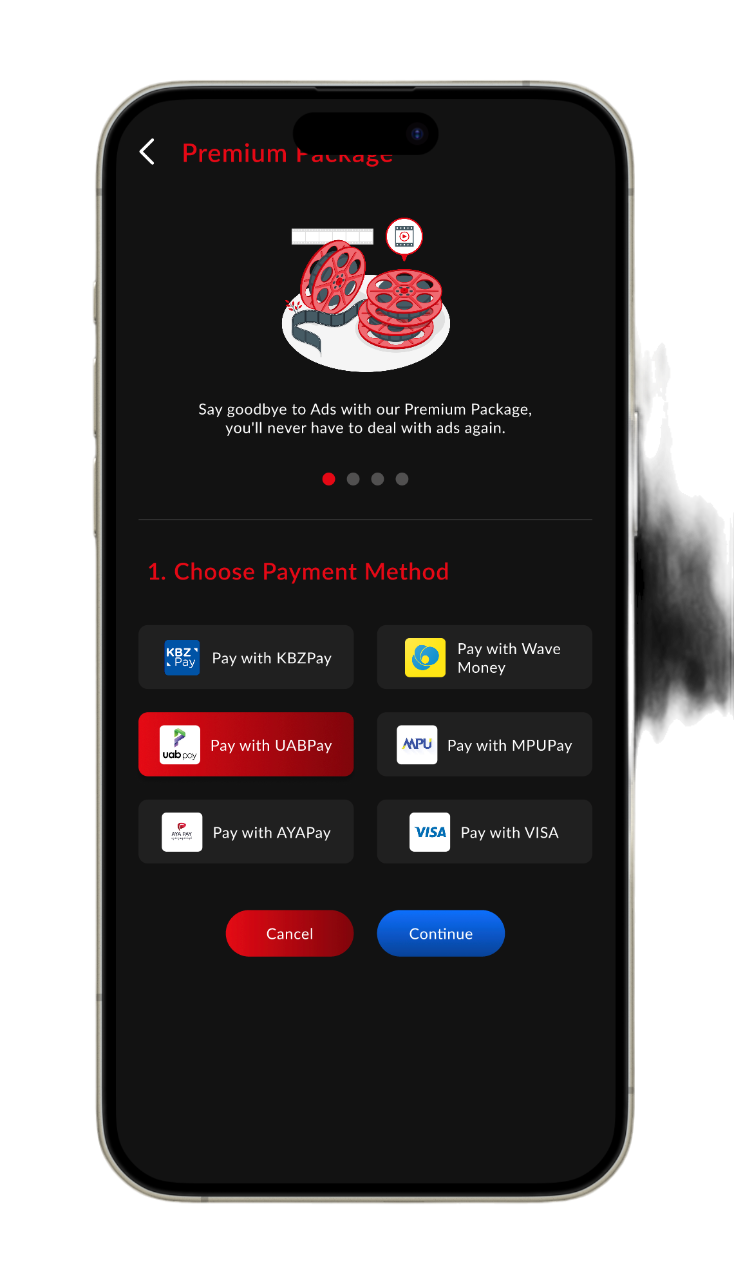 Premium Package
Say goodbye to Ads with our Premium Package,
you'll never have to deal with ads again.
1. Choose Payment Method
KBZ
Pay
Pay with KBZPay
Pay with Wave
Money
uab pay
Pay with UABPay
MPU
Pay with MPUPay
AYA PAY
Pay with AYAPay
VISA
Pay with VISA
Cancel
Continue